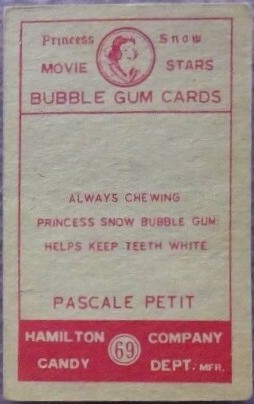 Princess Snow
MOVIE STARS
BUBBLE GUM CARDS
ALWAYS CHEWING
PRINCESS SNOW BUBBLE GUM:
HELPS KEEP TEETH WHITE
PASCALE PETIT
HAMILTON COMPANY
69
CANDY DEPT. MFR.